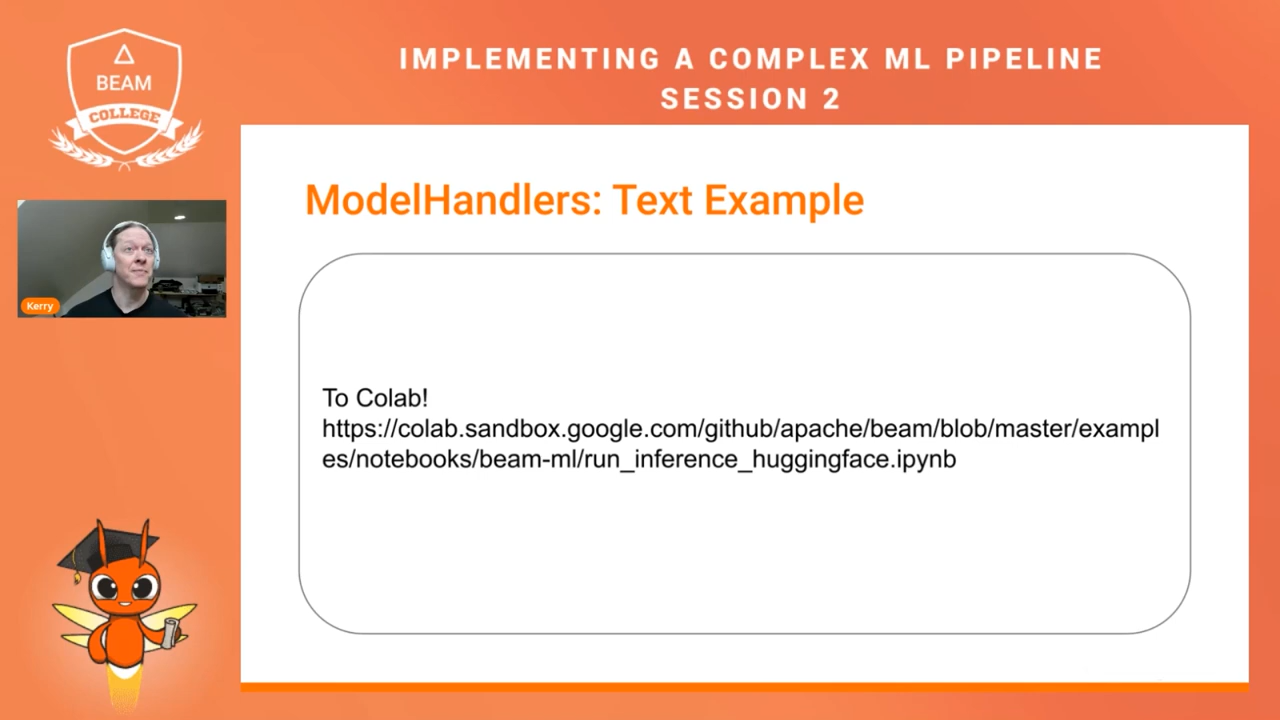 BEAM
COLLEGE
IMPLEMENTING A COMPLEX ML PIPELINE
SESSION 2
Kerry
ModelHandlers: Text Example
To Colab!
https://colab.sandbox.google.com/github/apache/beam/blob/master/exampl
es/notebooks/beam-ml/run_inference_huggingface.ipynb